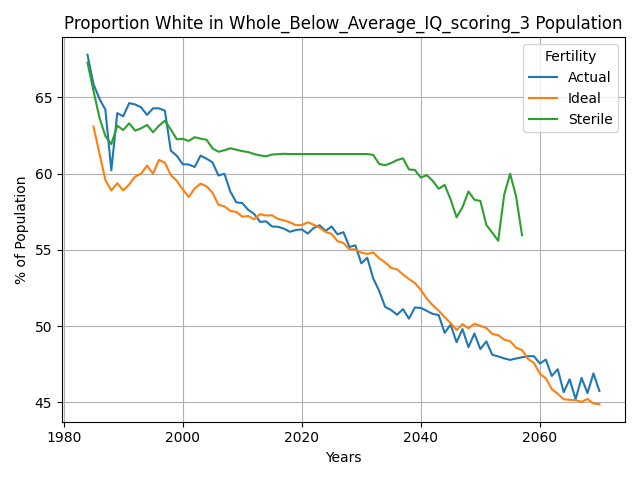 Proportion White in Whole_Below_Average_IQ_scoring_3 Population
Fertility
Actual
Ideal
Sterile
% of Population
65
60
55
50
45
1980
2000
2020
2040
2060
Years